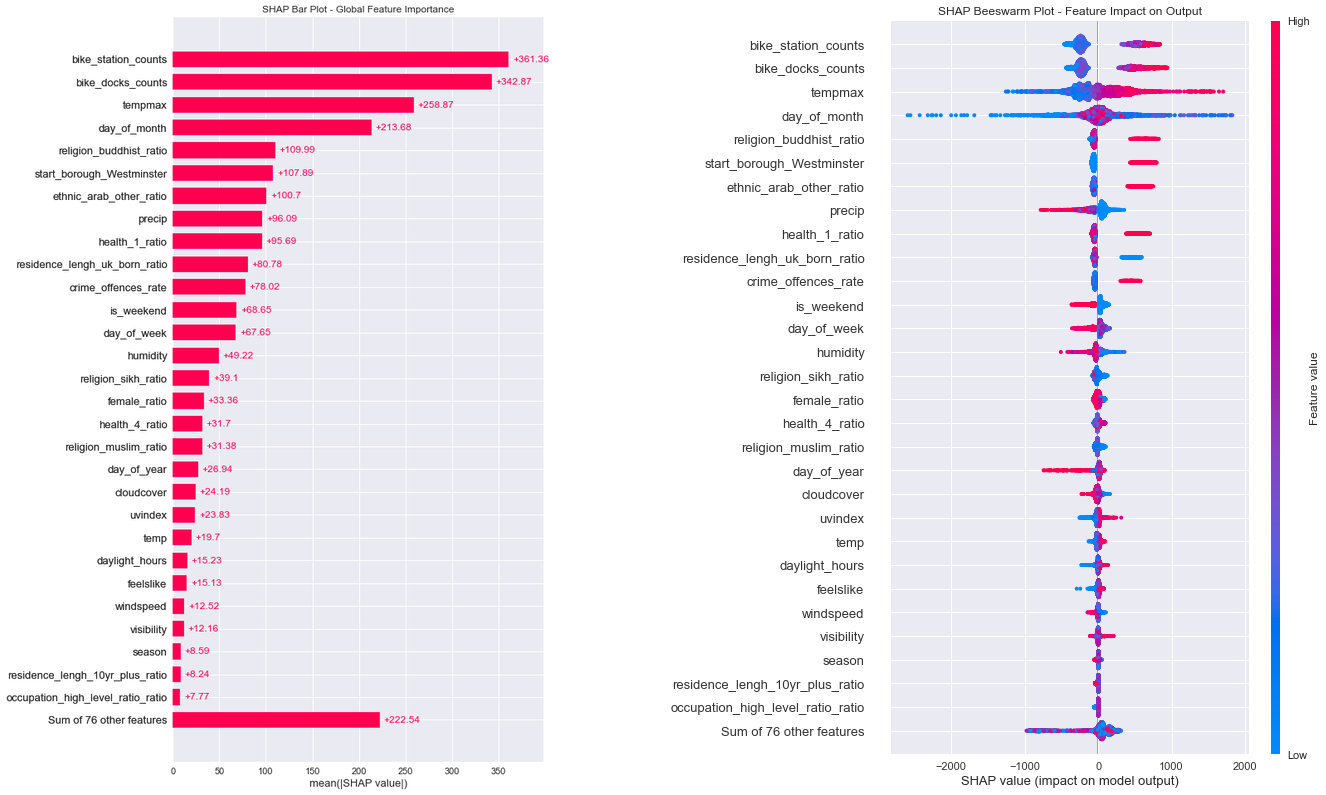 SHAP Bar Plot - Global Feature Importance
bike_station_counts +361.36
bike_docks_counts +342.87
tempmax +258.87
day_of_month +213.68
religion_buddhist_ratio +109.99
start_borough_Westminster +107.89
ethnic_arab_other_ratio +100.7
precip +96.09
health_1_ratio +95.69
residence_lengh_uk_born_ratio +80.78
crime_offences_rate +78.02
is_weekend +68.65
day_of_week +67.65
humidity +49.22
religion_sikh_ratio +39.1
female_ratio +33.36
health_4_ratio +31.7
religion_muslim_ratio +31.38
day_of_year +26.94
cloudcover +24.19
uvindex +23.83
temp +19.7
daylight_hours +15.23
feelslike +15.13
windspeed +12.52
visibility +12.16
season +8.59
residence_lengh_10yr_plus_ratio +8.24
occupation_high_level_ratio_ratio +7.77
Sum of 76 other features +222.54
0 50 100 150 200 250 300 350
mean(|SHAP value|)
SHAP Beeswarm Plot - Feature Impact on Output
bike_station_counts
bike_docks_counts
tempmax
day_of_month
religion_buddhist_ratio
start_borough_Westminster
ethnic_arab_other_ratio
precip
health_1_ratio
residence_lengh_uk_born_ratio
crime_offences_rate
is_weekend
day_of_week
humidity
religion_sikh_ratio
female_ratio
health_4_ratio
religion_muslim_ratio
day_of_year
cloudcover
uvindex
temp
daylight_hours
feelslike
windspeed
visibility
season
residence_lengh_10yr_plus_ratio
occupation_high_level_ratio_ratio
Sum of 76 other features
−2000 −1000 0 1000 2000
SHAP value (impact on model output)
High
Feature value
Low